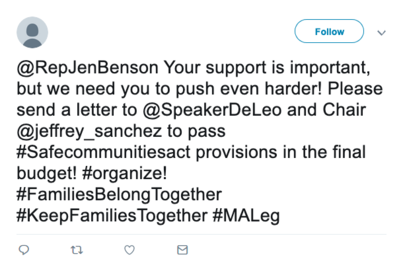 Follow
@RepJenBenson Your support is important,
but we need you to push even harder! Please
send a letter to @SpeakerDeLeo and Chair
@jeffrey_sanchez to pass
#Safecommunitiesact provisions in the final
budget! #organize!
#FamiliesBelongTogether
#KeepFamiliesTogether #MALeg